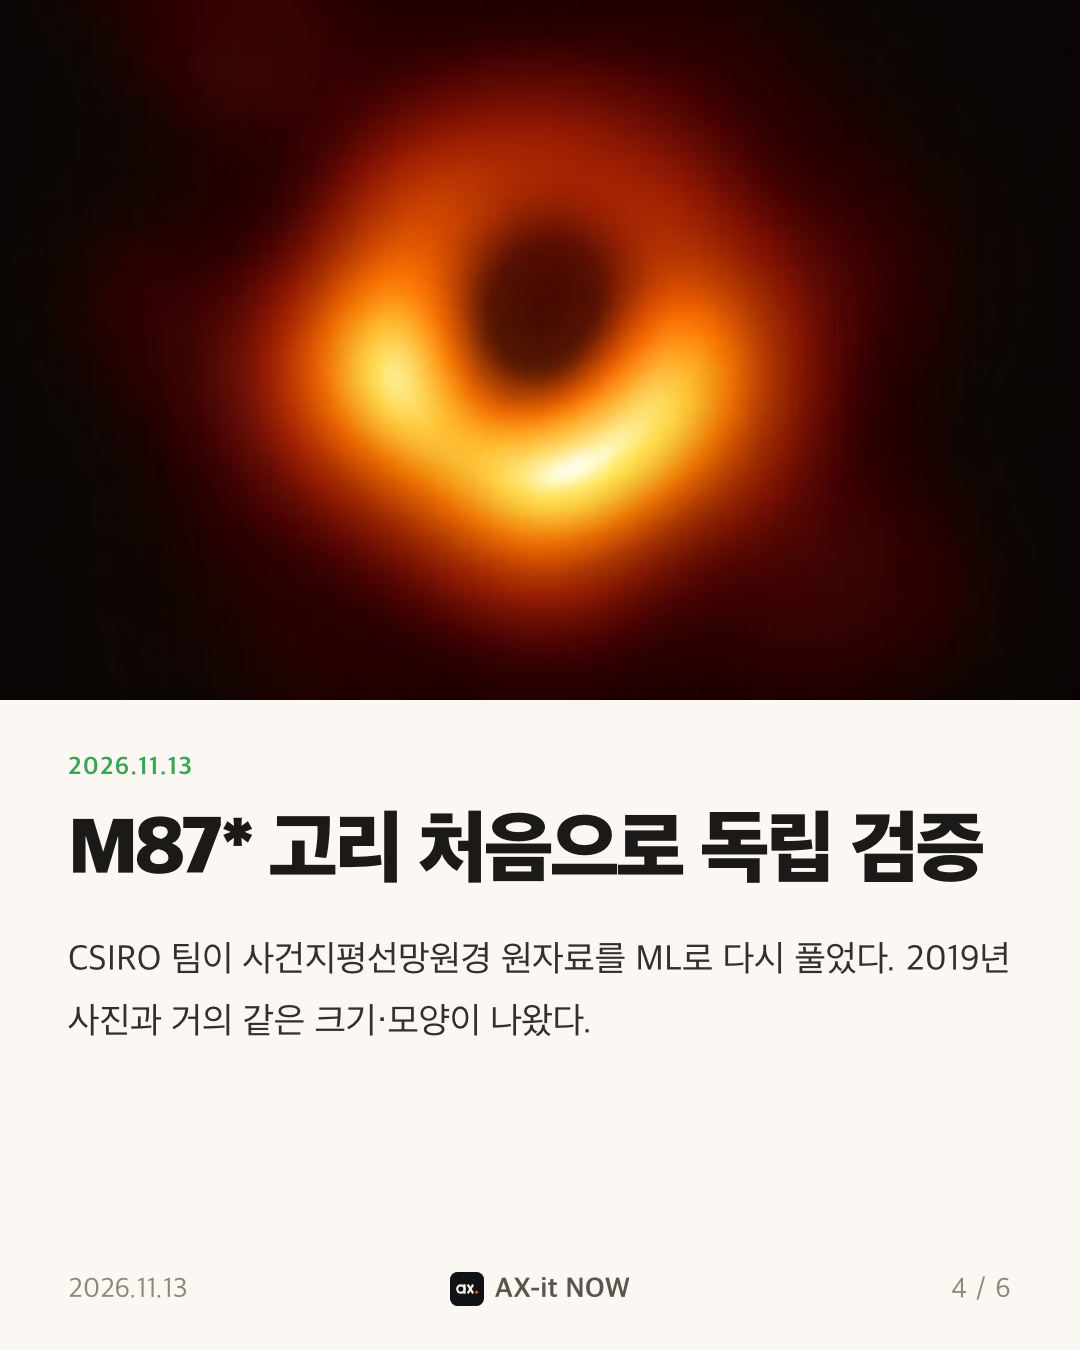 2026.11.13
M87* 고리 처음으로 독립 검증
CSIRO 팀이 사건지평선망원경 원자료를 ML로 다시 풀었다. 2019년
사진과 거의 같은 크기·모양이 나왔다.
2026.11.13
ax.
AX-it NOW
4 / 6